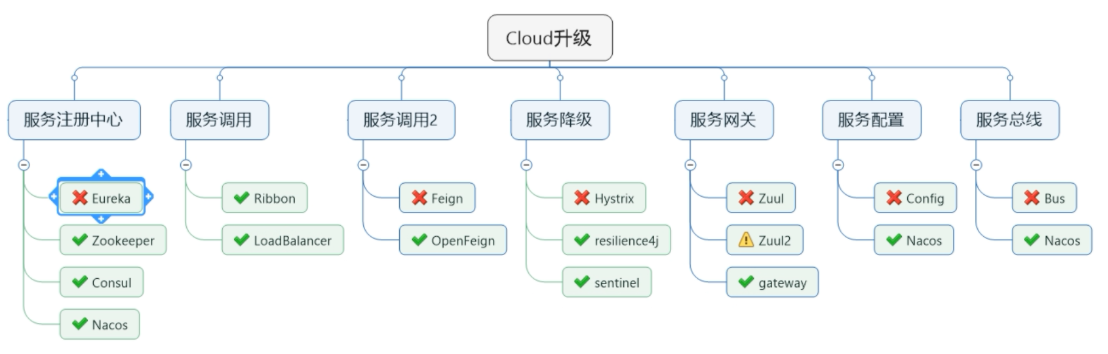 Cloud升级
服务注册中心
服务调用
服务调用2
服务降级
服务网关
服务配置
服务总线
Eureka
Zookeeper
Consul
Nacos
Ribbon
LoadBalancer
Feign
OpenFeign
Hystrix
resilience4j
sentinel
Zuul
Zuul2
gateway
Config
Nacos
Bus
Nacos